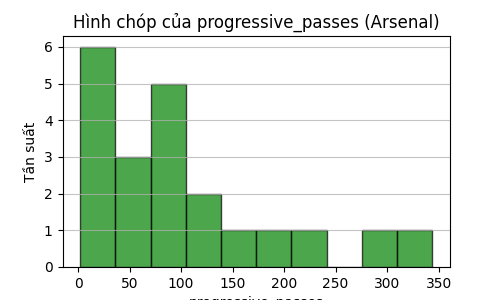 Hình chóp của progressive_passes (Arsenal)
Tần suất
6
5
4
3
2
1
0
0 50 100 150 200 250 300 350
progressive_passes